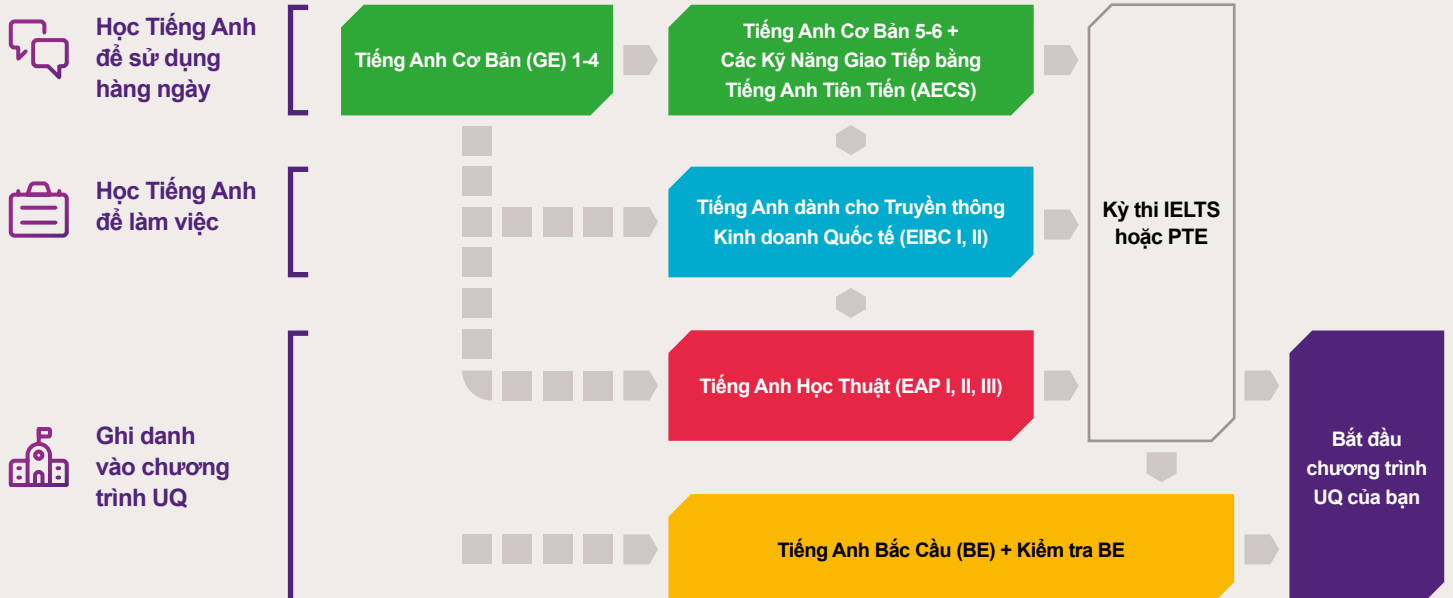 Học Tiếng Anh
để sử dụng
hàng ngày
Tiếng Anh Cơ Bản (GE) 1-4
Tiếng Anh Cơ Bản 5-6 +
Các Kỹ Năng Giao Tiếp bằng
Tiếng Anh Tiên Tiến (AECS)
Học Tiếng Anh
để làm việc
Tiếng Anh dành cho Truyền thông
Kinh doanh Quốc tế (EIBC I, II)
Kỳ thi IELTS
hoặc PTE
Ghi danh
vào chương
trình UQ
Tiếng Anh Học Thuật (EAP I, II, III)
Tiếng Anh Bắc Cầu (BE) + Kiểm tra BE
Bắt đầu
chương trình
UQ của bạn